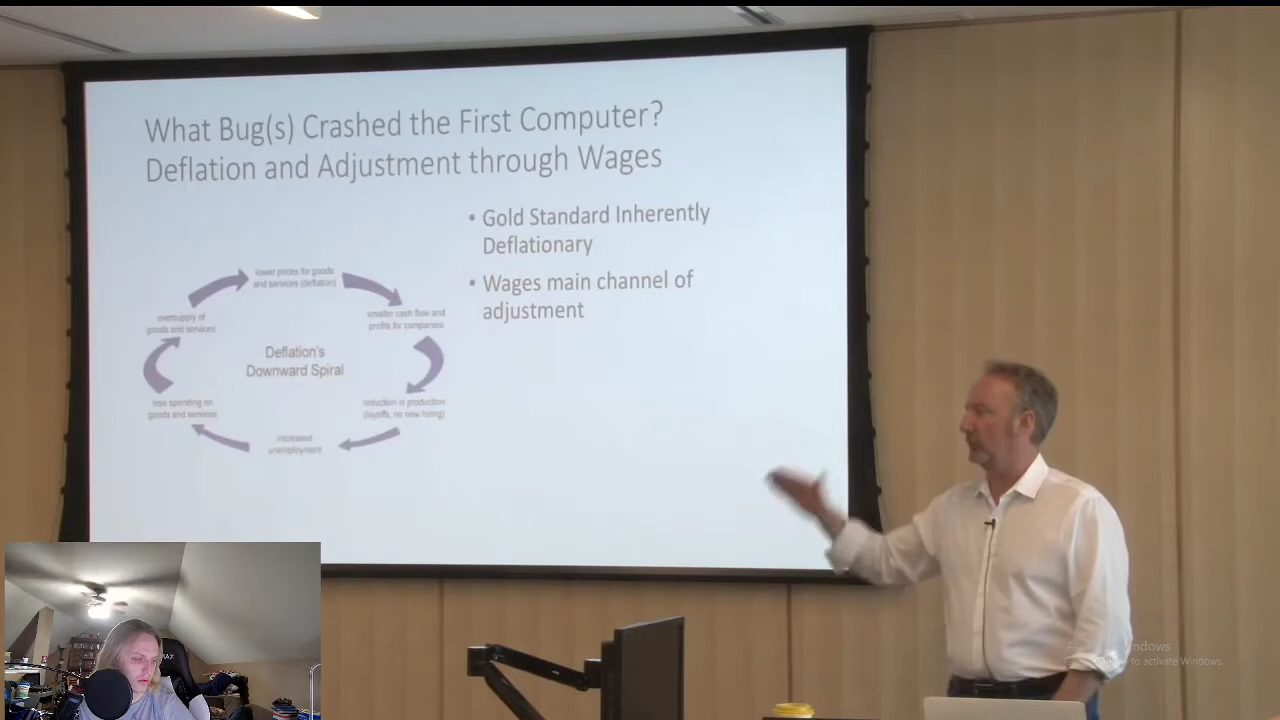 What Bug(s) Crashed the First Computer?
Deflation and Adjustment through Wages
• Gold Standard Inherently
Deflationary
• Wages main channel of
adjustment
lower prices for goods
and services (deflation)
smaller cash flow and
profits for companies
reduction in production
(layoffs, no new hiring)
increased
unemployment
less spending on
goods and services
oversupply of
goods and services
Deflation's
Downward Spiral
to activate Windows.